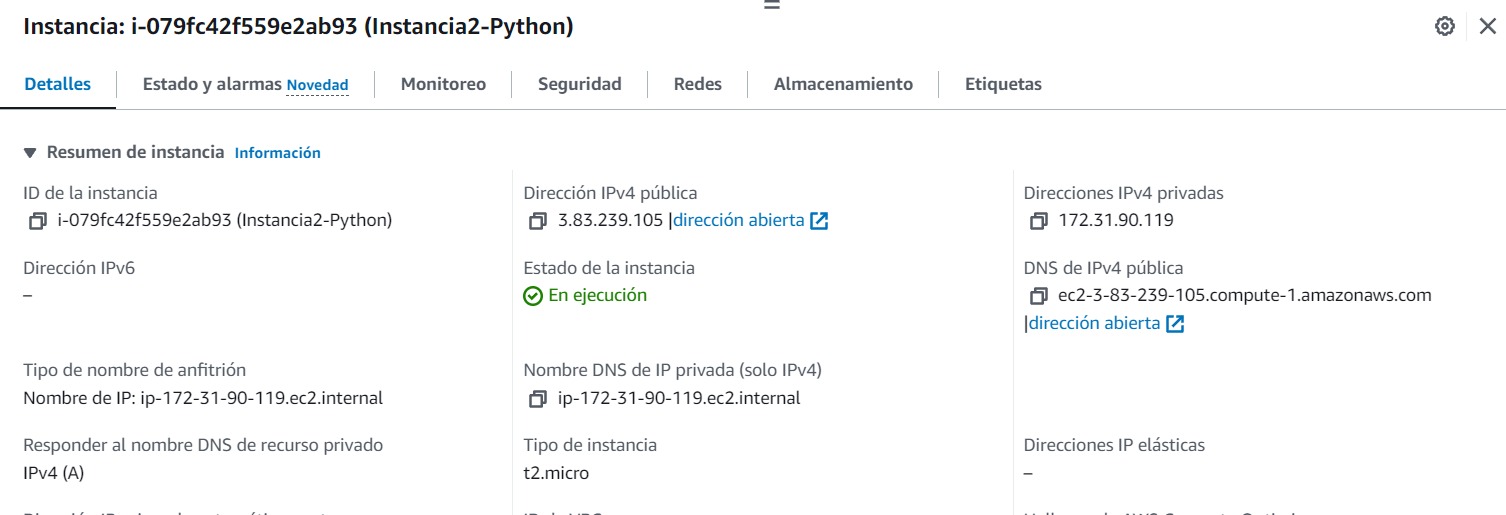 Instancia: i-079fc42f559e2ab93 (Instancia2-Python)
Detalles
Estado y alarmas Novedad
Monitoreo
Seguridad
Redes
Almacenamiento
Etiquetas
Resumen de instancia Información
ID de la instancia
i-079fc42f559e2ab93 (Instancia2-Python)
Dirección IPv4 pública
3.83.239.105 |dirección abierta
Direcciones IPv4 privadas
172.31.90.119
Dirección IPv6
–
Estado de la instancia
En ejecución
DNS de IPv4 pública
ec2-3-83-239-105.compute-1.amazonaws.com
|dirección abierta
Tipo de nombre de anfitrión
Nombre de IP: ip-172-31-90-119.ec2.internal
Nombre DNS de IP privada (solo IPv4)
ip-172-31-90-119.ec2.internal
Responder al nombre DNS de recurso privado
IPv4 (A)
Tipo de instancia
t2.micro
Direcciones IP elásticas
–